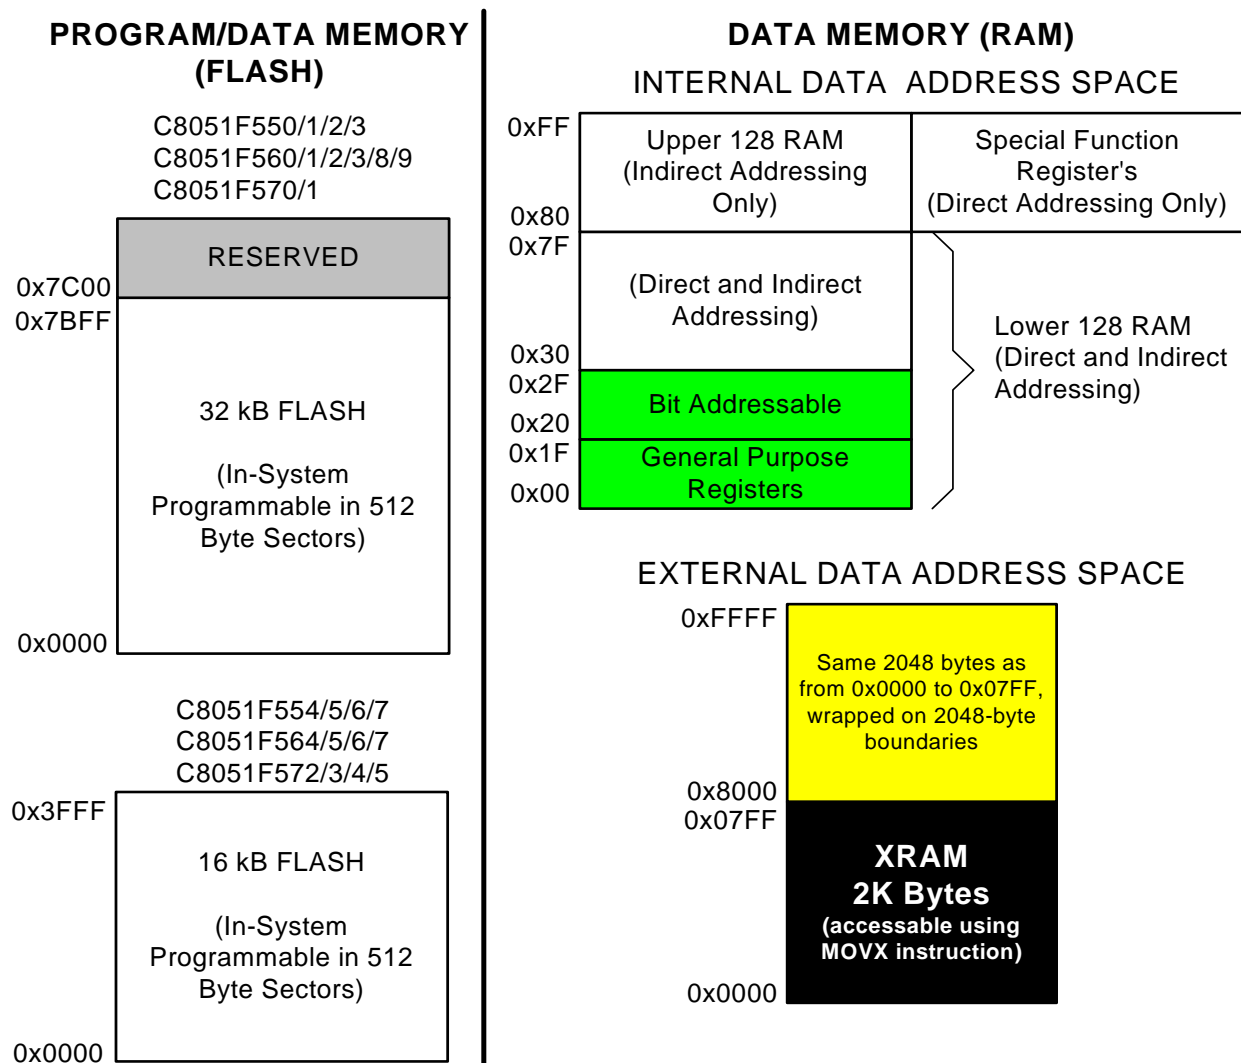 PROGRAM/DATA MEMORY
(FLASH)
C8051F550/1/2/3
C8051F560/1/2/3/8/9
C8051F570/1
RESERVED
0x7C00
0x7BFF
32 kB FLASH
(In-System
Programmable in 512
Byte Sectors)
0x0000
C8051F554/5/6/7
C8051F564/5/6/7
C8051F572/3/4/5
0x3FFF
16 kB FLASH
(In-System
Programmable in 512
Byte Sectors)
0x0000
DATA MEMORY (RAM)
INTERNAL DATA ADDRESS SPACE
0xFF
Upper 128 RAM
(Indirect Addressing
Only)
0x80
Special Function
Register's
(Direct Addressing Only)
0x7F
(Direct and Indirect
Addressing)
0x30
Lower 128 RAM
(Direct and Indirect
Addressing)
0x2F
Bit Addressable
0x20
0x1F
General Purpose
Registers
0x00
EXTERNAL DATA ADDRESS SPACE
0xFFFF
Same 2048 bytes as
from 0x0000 to 0x07FF,
wrapped on 2048-byte
boundaries
0x8000
0x07FF
XRAM
2K Bytes
(accessable using
MOVX instruction)
0x0000